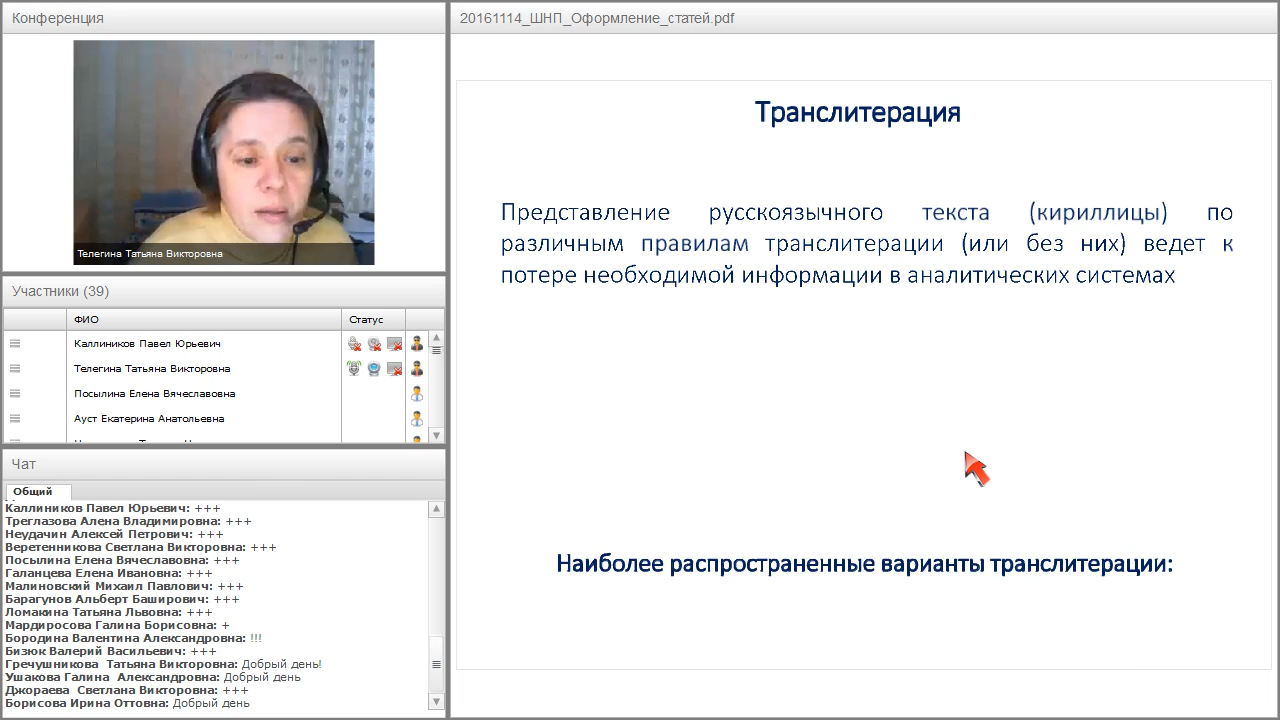 Конференция
Телегина Татьяна Викторовна
Участники (39)
ФИО Статус
Каллиников Павел Юрьевич
Телегина Татьяна Викторовна
Посылина Елена Вячеславовна
Ауст Екатерина Анатольевна
Чат
Общий
Каллиников Павел Юрьевич: +++
Треглазова Алена Владимировна: +++
Неудачин Алексей Петрович: +++
Веретенникова Светлана Викторовна: +++
Посылина Елена Вячеславовна: +++
Галанцева Елена Ивановна: +++
Малиновский Михаил Павлович: +++
Барагунов Альберт Баширович: +++
Ломакина Татьяна Львовна: +++
Мардиросова Галина Борисовна: +
Бородина Валентина Александровна: !!!
Бизюк Валерий Васильевич: +++
Гречушникова Татьяна Викторовна: Добрый день!
Ушакова Галина Александровна: Добрый день
Джораева Светлана Викторовна: +++
Борисова Ирина Оттовна: Добрый день
20161114_ШНП_Оформление_статей.pdf
Транслитерация
Представление русскоязычного текста (кириллицы) по
различным правилам транслитерации (или без них) ведет к
потере необходимой информации в аналитических системах
Наиболее распространенные варианты транслитерации: